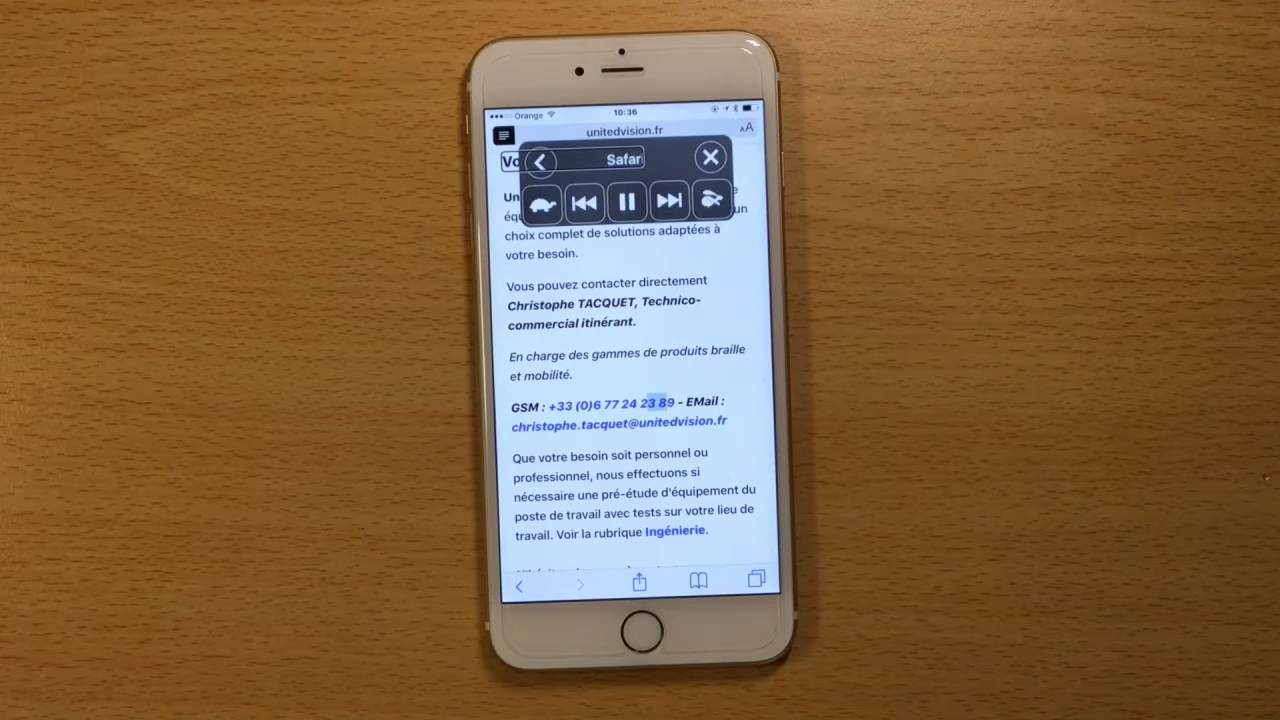 Orange 10:36
unitedvision.fr
AA
Safari
choix complet de solutions adaptées à
votre besoin.
Vous pouvez contacter directement
Christophe TACQUET, Technico-
commercial itinérant.
En charge des gammes de produits braille
et mobilité.
GSM : +33 (0)6 77 24 23 89 - EMail :
christophe.tacquet@unitedvision.fr
Que votre besoin soit personnel ou
professionnel, nous effectuons si
nécessaire une pré-étude d'équipement du
poste de travail avec tests sur votre lieu de
travail. Voir la rubrique Ingénierie.